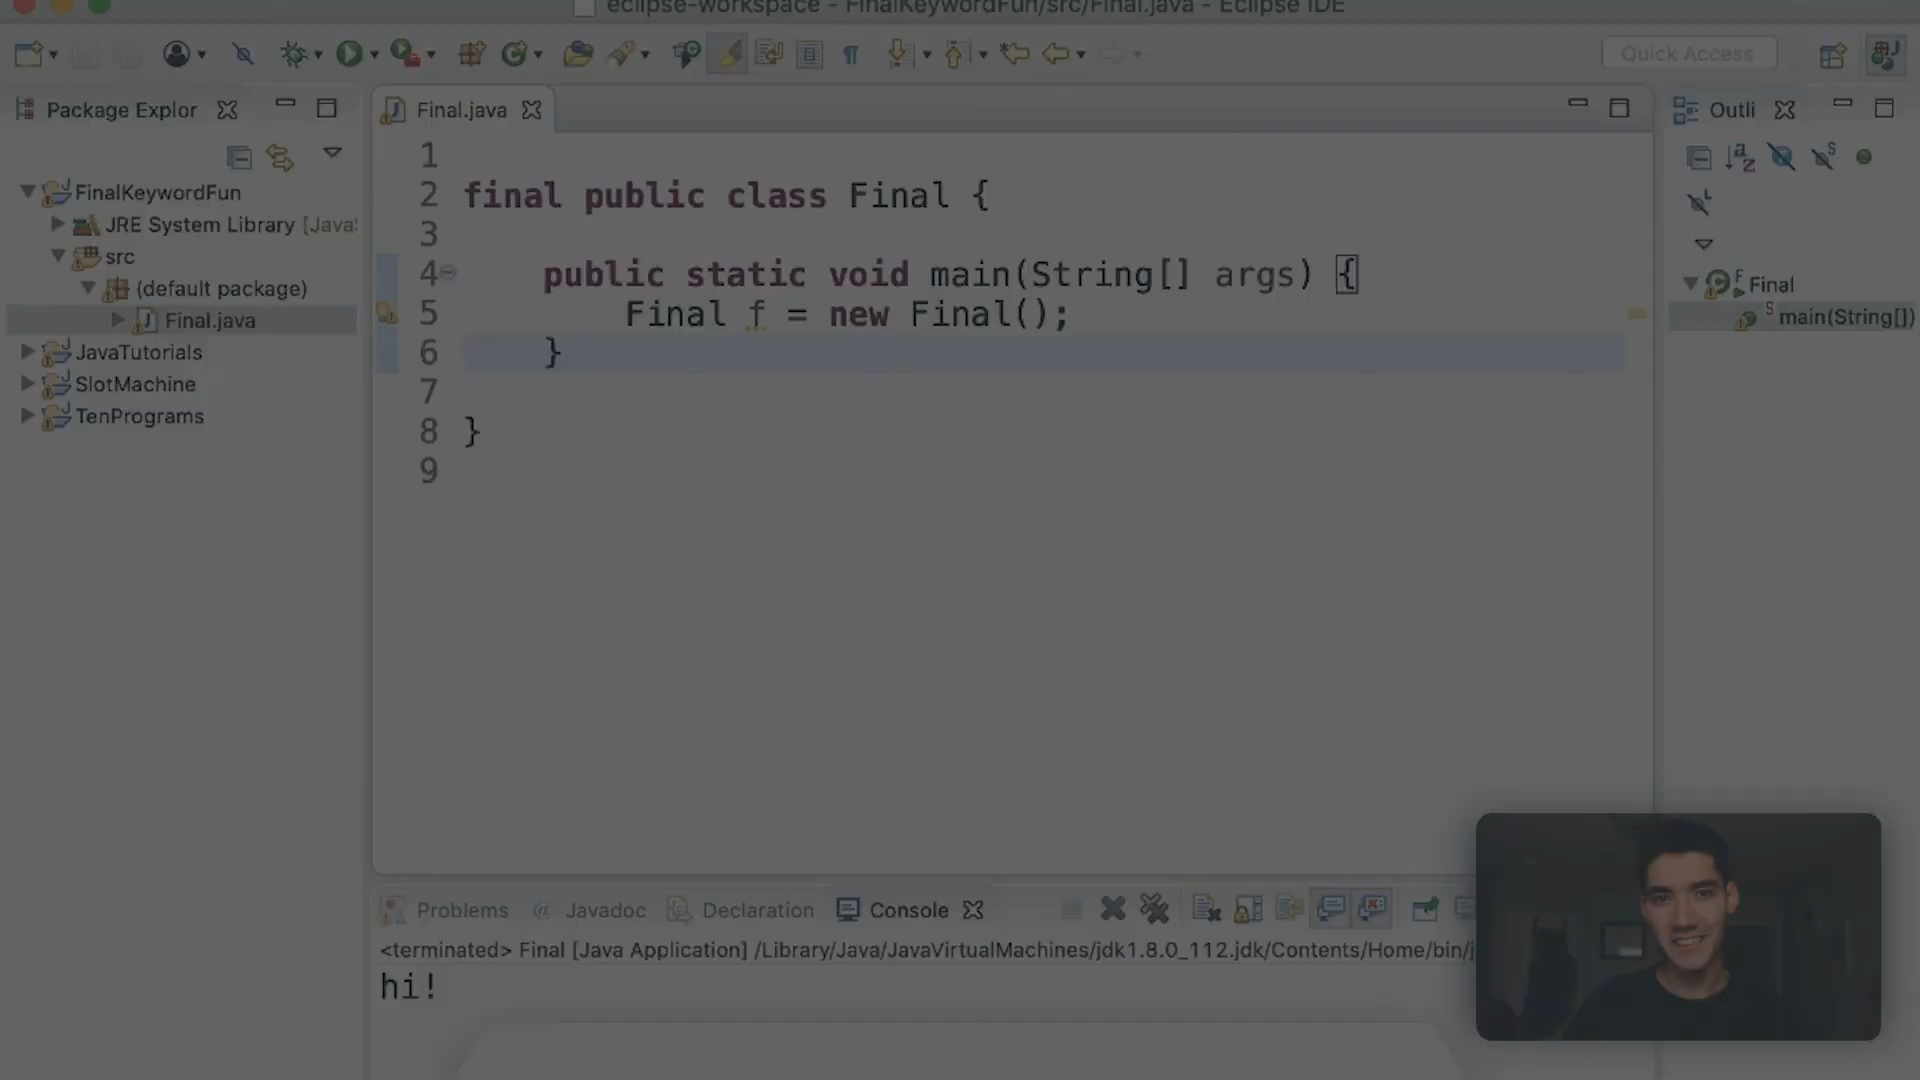 eclipse-workspace - FinalKeywordFun/src/Final.java - Eclipse IDE
Quick Access
Package Explor
Final.java
Outli
FinalKeywordFun
JRE System Library [Java
src
(default package)
Final.java
JavaTutorials
SlotMachine
TenPrograms
1
2 final public class Final {
3
4 public static void main(String[] args) {
5 Final f = new Final();
6 }
7
8 }
9
Final
main(String[])
Problems @ Javadoc Declaration Console
<terminated> Final [Java Application] /Library/Java/JavaVirtualMachines/jdk1.8.0_112.jdk/Contents/Home/bin/j
hi!